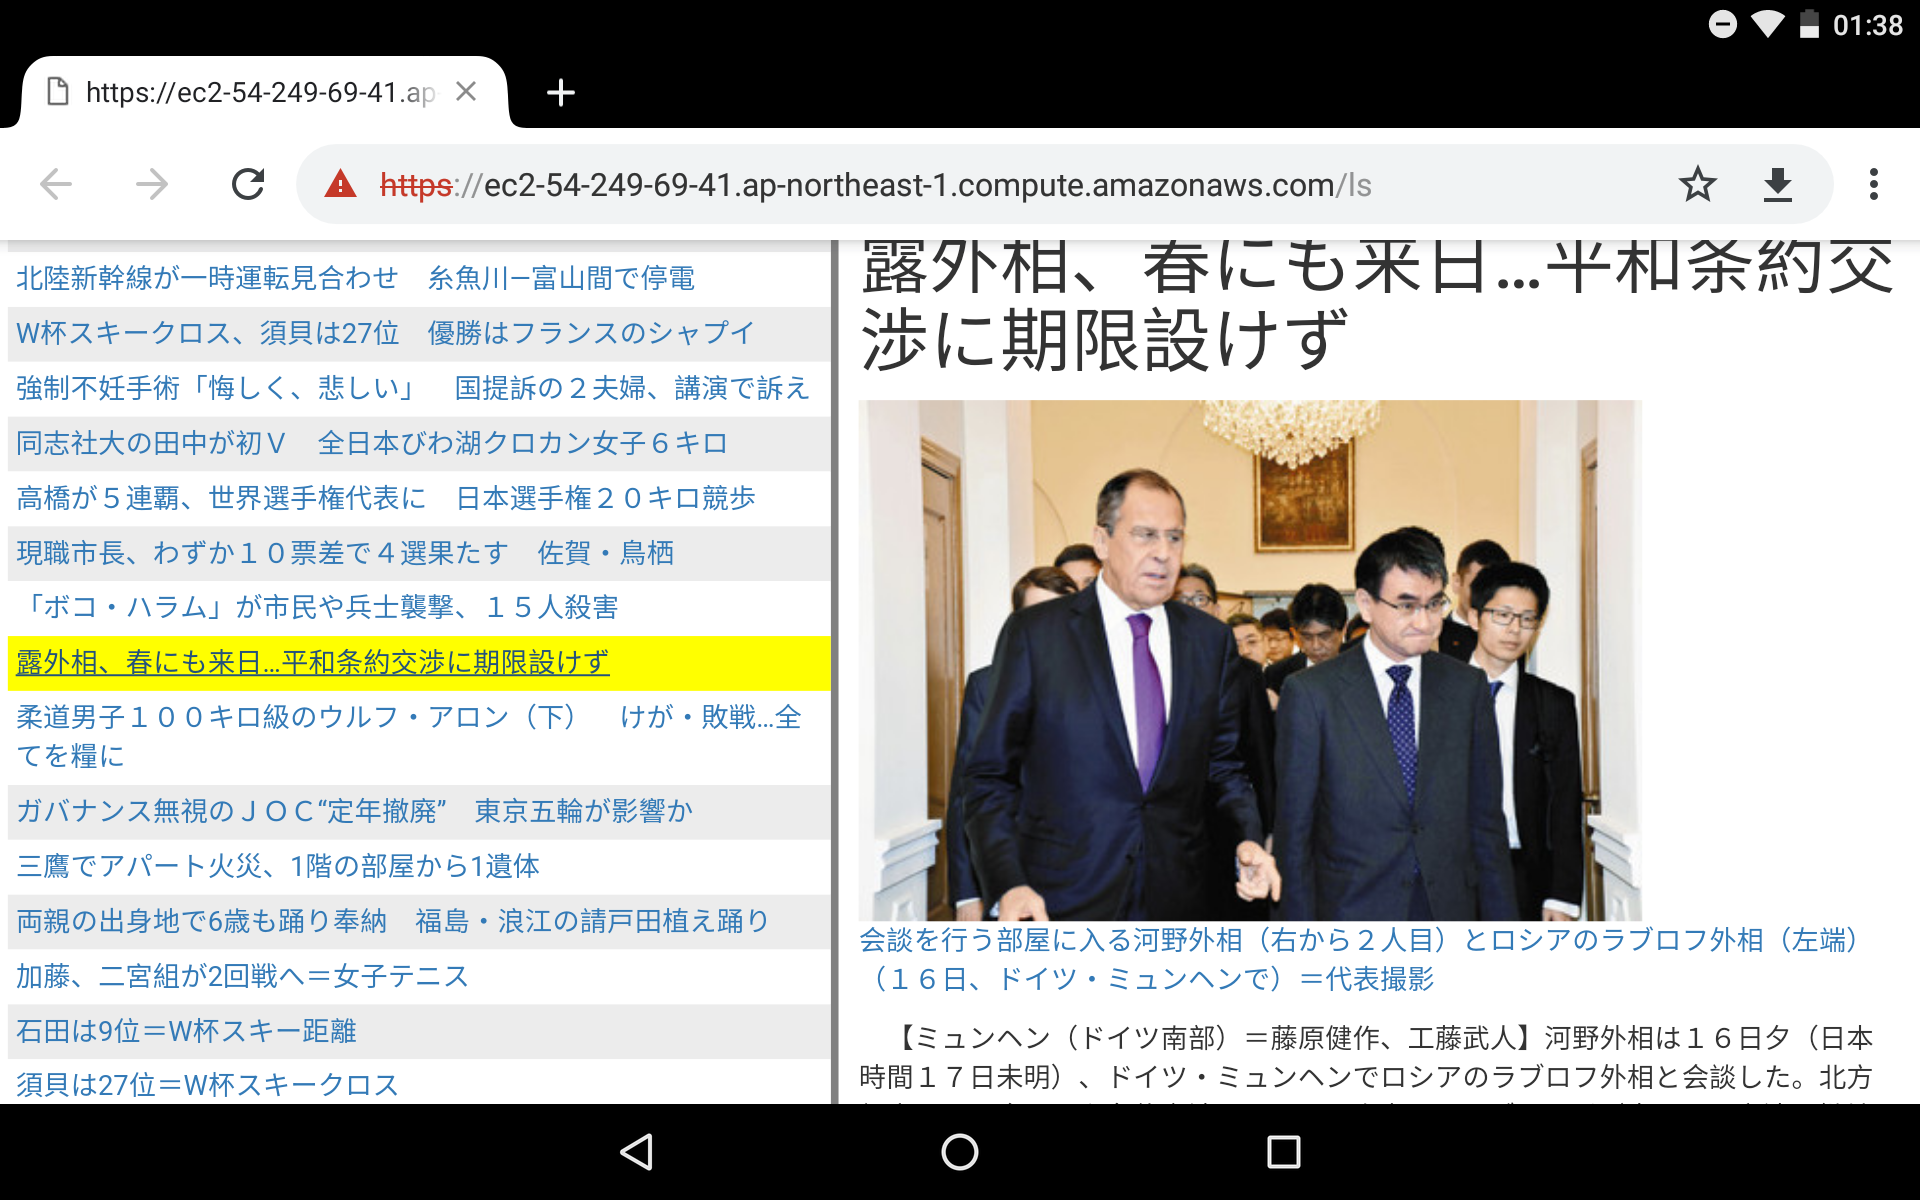 01:38
https://ec2-54-249-69-41.ap
https://ec2-54-249-69-41.ap-northeast-1.compute.amazonaws.com/ls
北陸新幹線が一時運転見合わせ　糸魚川−富山間で停電
W杯スキークロス、須貝は27位　優勝はフランスのシャプイ
強制不妊手術「悔しく、悲しい」　国提訴の２夫婦、講演で訴え
同志社大の田中が初Ｖ　全日本びわ湖クロカン女子６キロ
高橋が５連覇、世界選手権代表に　日本選手権２０キロ競歩
現職市長、わずか１０票差で４選果たす　佐賀・鳥栖
「ボコ・ハラム」が市民や兵士襲撃、１５人殺害
露外相、春にも来日…平和条約交渉に期限設けず
柔道男子１００キロ級のウルフ・アロン（下）　けが・敗戦…全
てを糧に
ガバナンス無視のＪＯＣ“定年撤廃”　東京五輪が影響か
三鷹でアパート火災、1階の部屋から1遺体
両親の出身地で6歳も踊り奉納　福島・浪江の請戸田植え踊り
加藤、二宮組が2回戦へ＝女子テニス
石田は9位＝W杯スキー距離
須貝は27位＝W杯スキークロス
露外相、春にも来日…平和条約交
渉に期限設けず
会談を行う部屋に入る河野外相（右から２人目）とロシアのラブロフ外相（左端）
（１６日、ドイツ・ミュンヘンで）＝代表撮影
【ミュンヘン（ドイツ南部）＝藤原健作、工藤武人】河野外相は１６日夕（日本
時間１７日未明）、ドイツ・ミュンヘンでロシアのラブロフ外相と会談した。北方